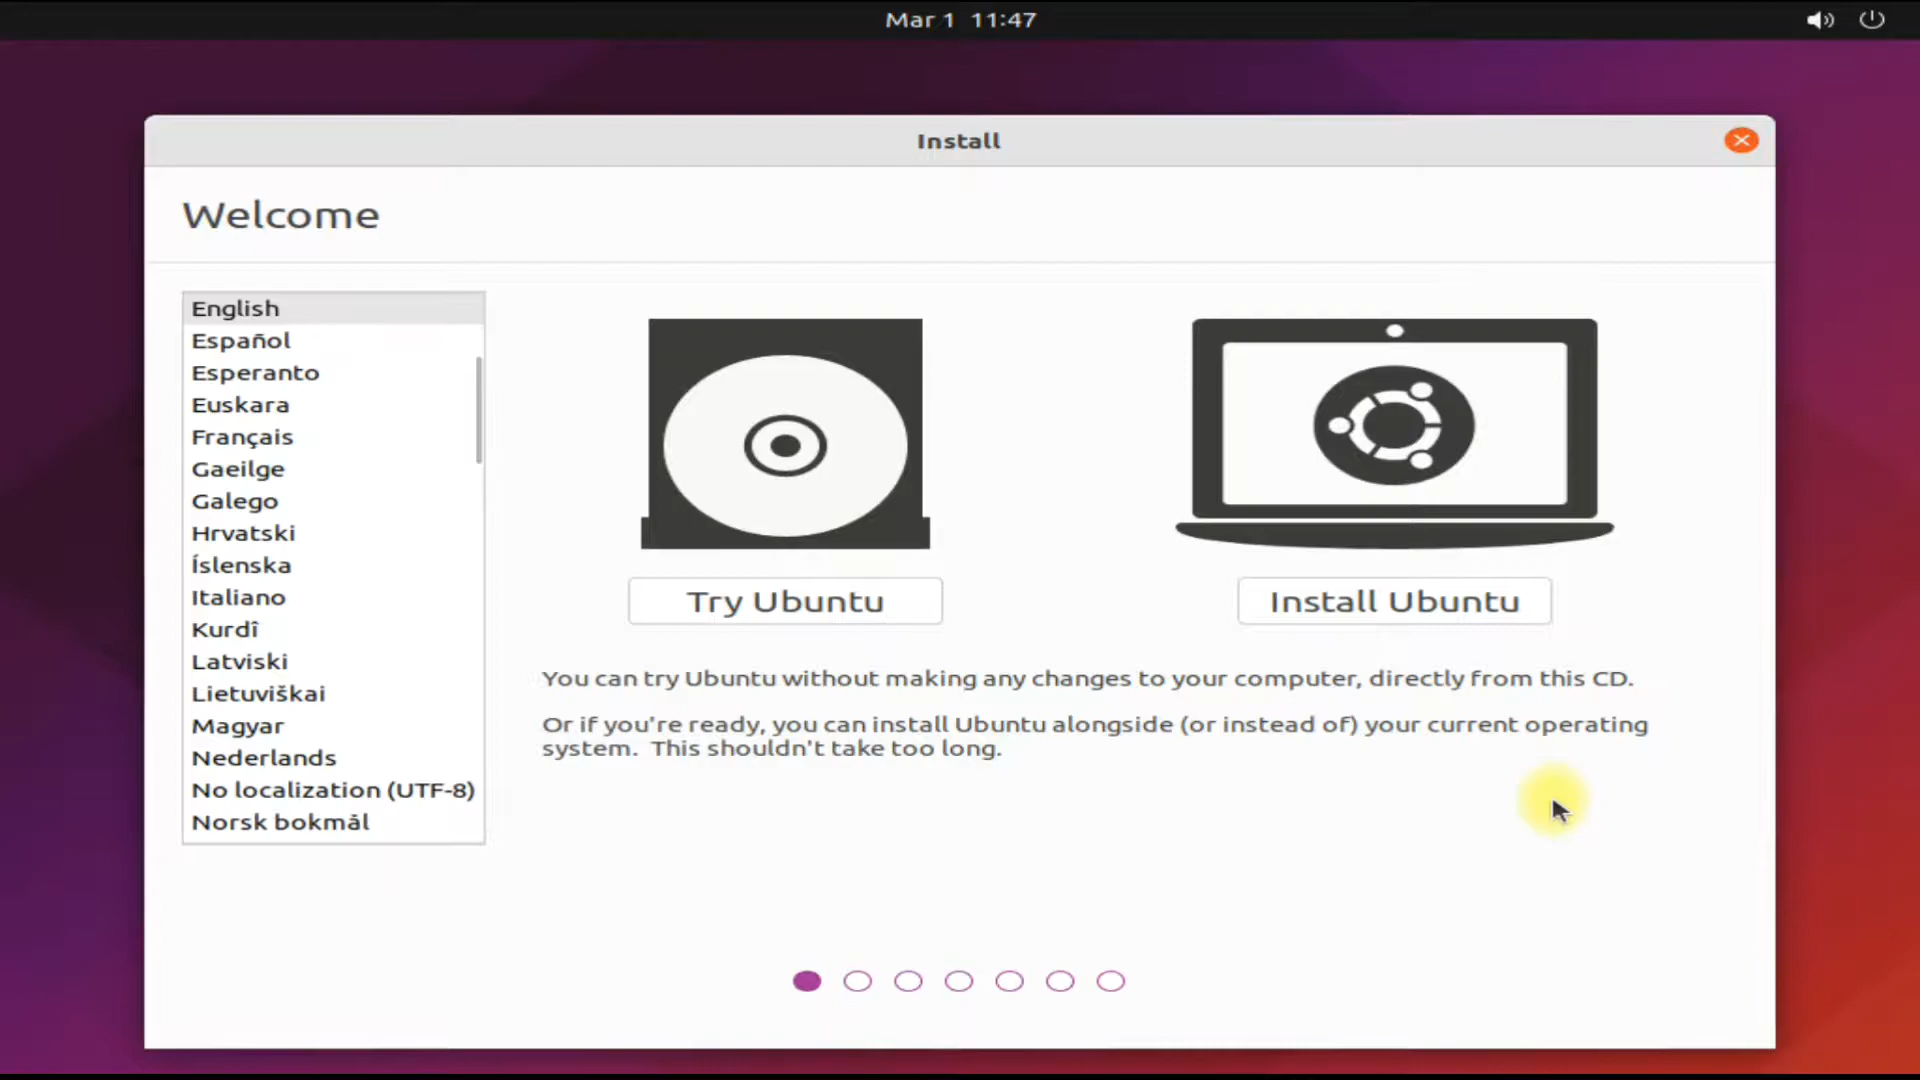 Mar 1 11:47
Install
Welcome
English
Español
Esperanto
Euskara
Français
Gaeilge
Galego
Hrvatski
Íslenska
Italiano
Kurdî
Latviski
Lietuviškai
Magyar
Nederlands
No localization (UTF-8)
Norsk bokmål
Try Ubuntu
Install Ubuntu
You can try Ubuntu without making any changes to your computer, directly from this CD.
Or if you're ready, you can install Ubuntu alongside (or instead of) your current operating
system. This shouldn't take too long.